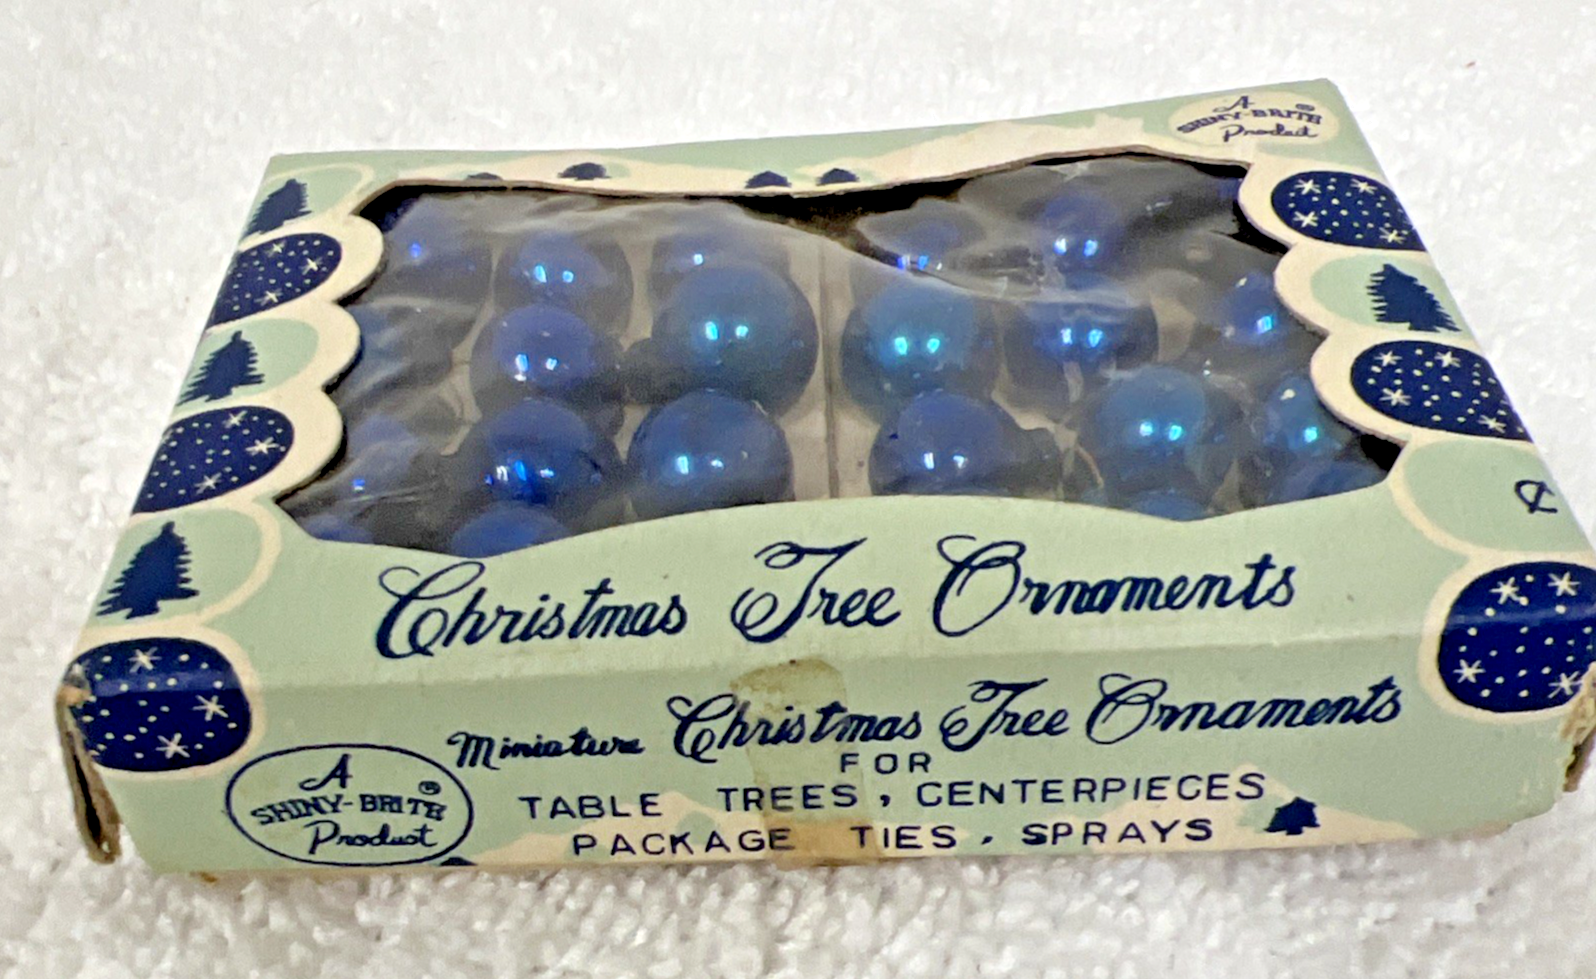 A
SHINY-BRITE®
Product
Christmas Tree Ornaments
Miniature Christmas Tree Ornaments
FOR
TABLE TREES, CENTERPIECES
PACKAGE TIES, SPRAYS
A
SHINY-BRITE®
Product